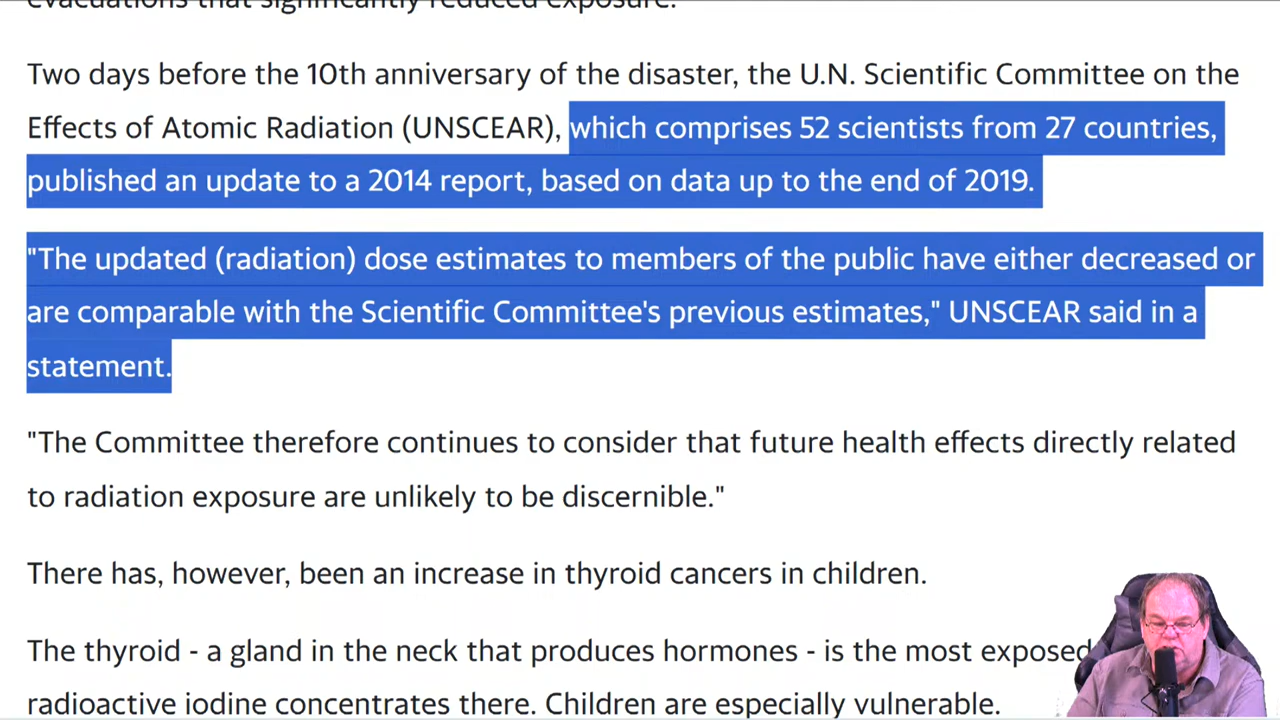 evacuations that significantly reduced exposure.
Two days before the 10th anniversary of the disaster, the U.N. Scientific Committee on the
Effects of Atomic Radiation (UNSCEAR), which comprises 52 scientists from 27 countries,
published an update to a 2014 report, based on data up to the end of 2019.
"The updated (radiation) dose estimates to members of the public have either decreased or
are comparable with the Scientific Committee's previous estimates," UNSCEAR said in a
statement.
"The Committee therefore continues to consider that future health effects directly related
to radiation exposure are unlikely to be discernible."
There has, however, been an increase in thyroid cancers in children.
The thyroid - a gland in the neck that produces hormones - is the most exposed
radioactive iodine concentrates there. Children are especially vulnerable.